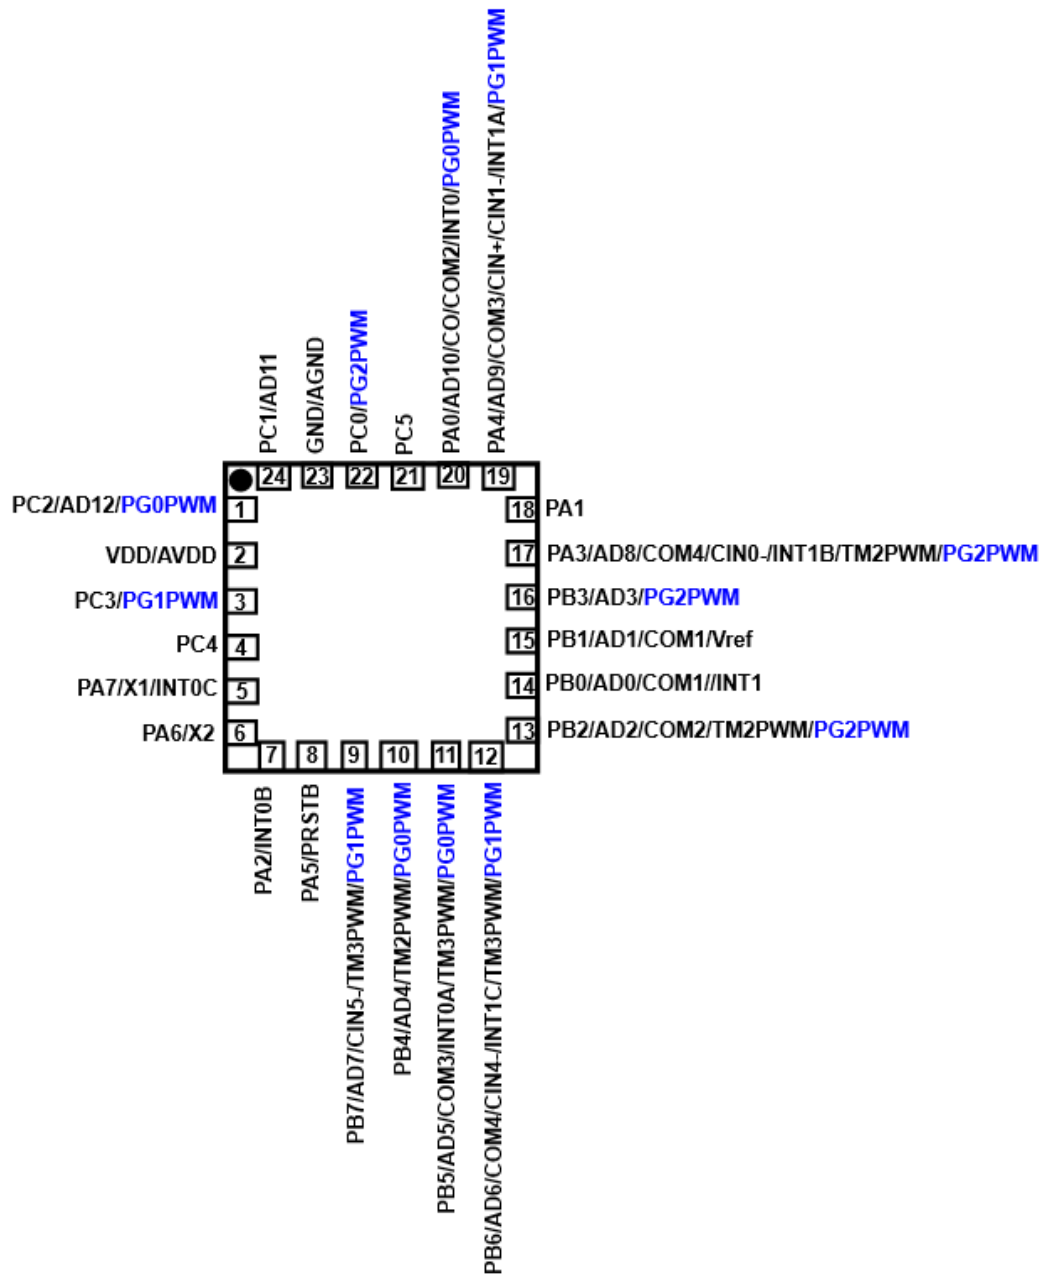 PC1/AD11
GND/AGND
PC0/PG2PWM
PC5
PA0/AD10/CO/COM2/INT0/PG0PWM
PA4/AD9/COM3/CIN+/CIN1-/INT1A/PG1PWM
24
23
22
21
20
19
PC2/AD12/PG0PWM
1
VDD/AVDD
2
PC3/PG1PWM
3
PC4
4
PA7/X1/INT0C
5
PA6/X2
6
18
PA1
17
PA3/AD8/COM4/CIN0-/INT1B/TM2PWM/PG2PWM
16
PB3/AD3/PG2PWM
15
PB1/AD1/COM1/Vref
14
PB0/AD0/COM1//INT1
13
PB2/AD2/COM2/TM2PWM/PG2PWM
7
8
9
10
11
12
PA2/INT0B
PA5/PRSTB
PB7/AD7/CIN5-/TM3PWM/PG1PWM
PB4/AD4/TM2PWM/PG0PWM
PB5/AD5/COM3/INT0A/TM3PWM/PG0PWM
PB6/AD6/COM4/CIN4-/INT1C/TM3PWM/PG1PWM